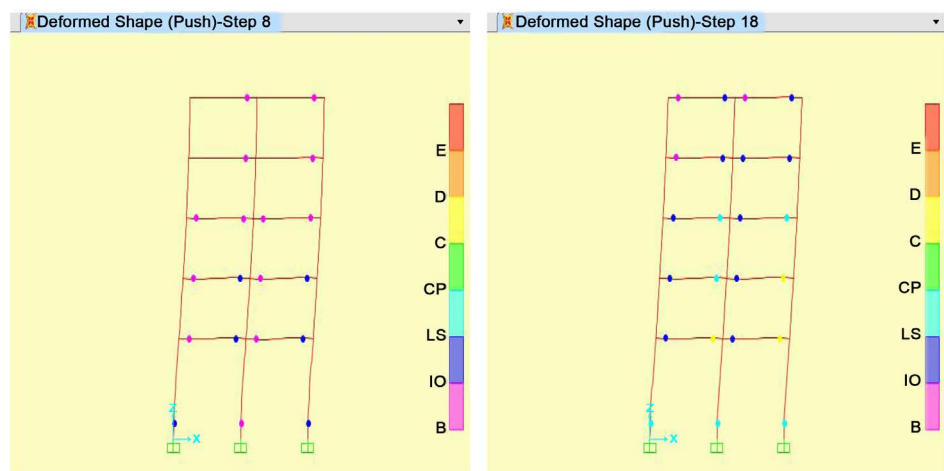 Deformed Shape (Push)-Step 8
E
D
C
CP
LS
IO
B
Z
X
Deformed Shape (Push)-Step 18
E
D
C
CP
LS
IO
B
Z
X